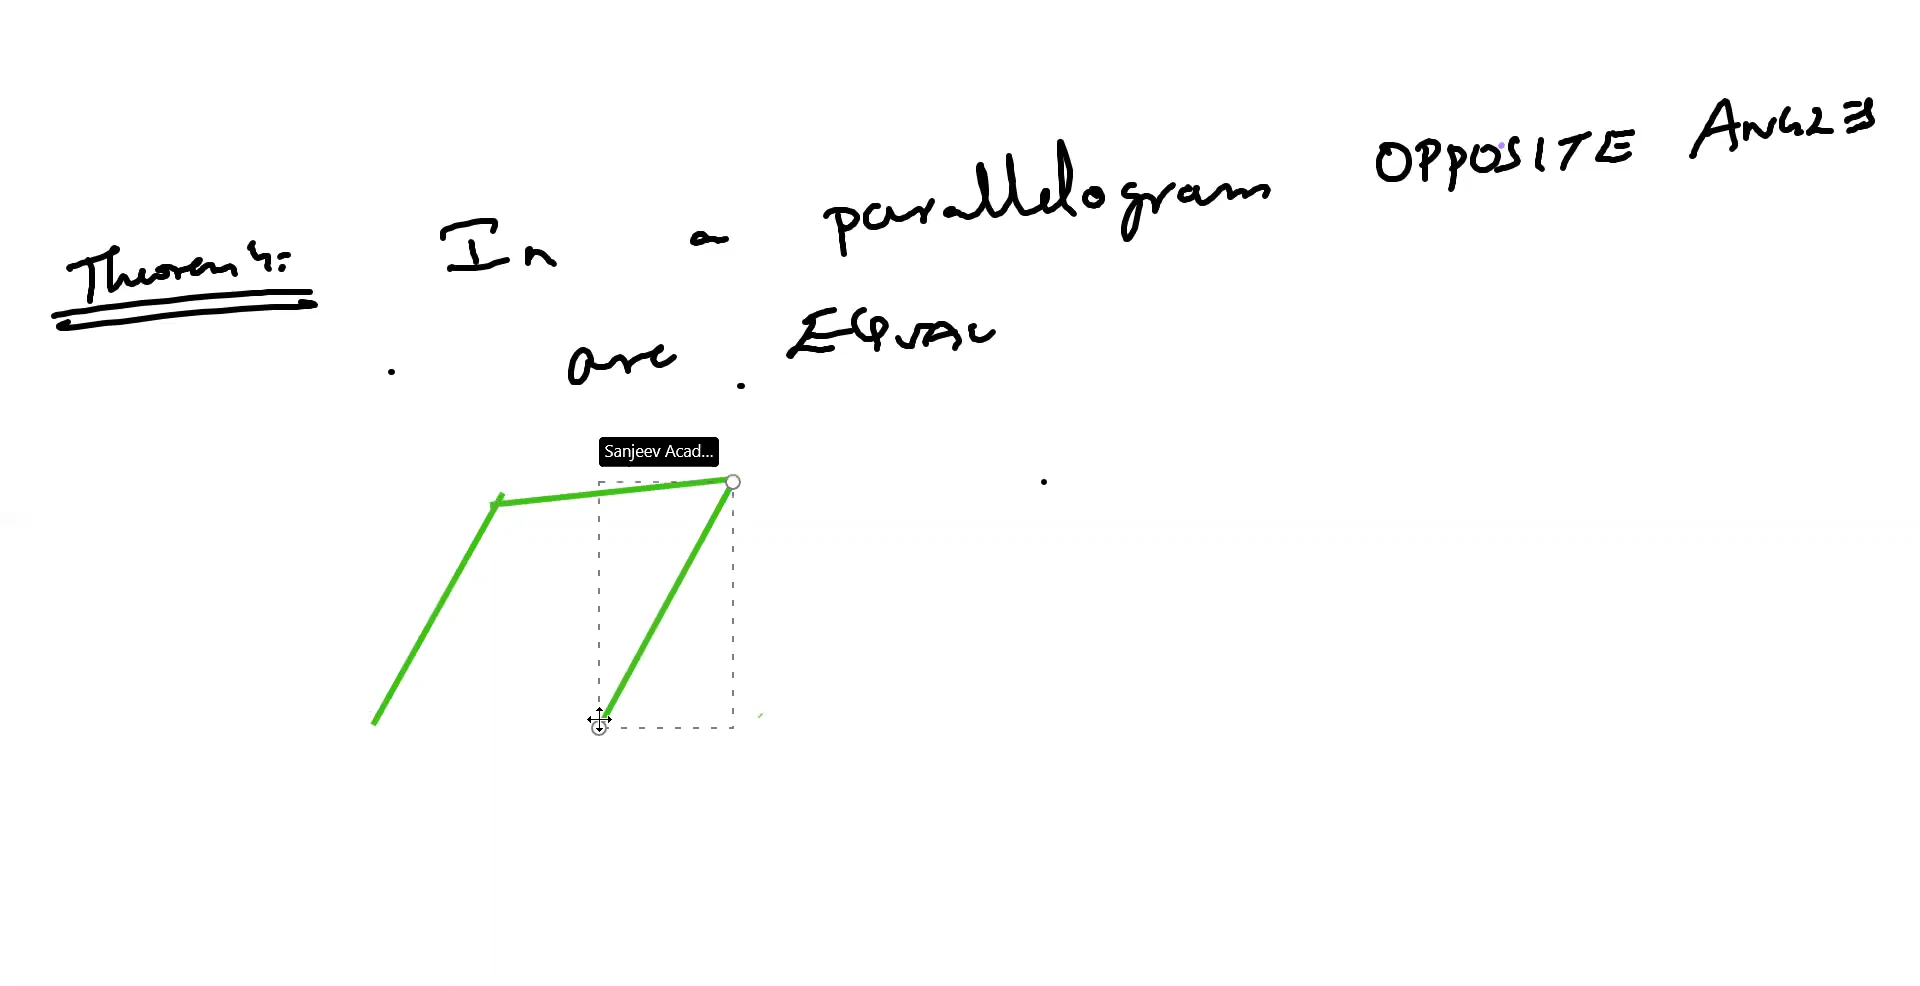 Theorem 4: In a parallelogram OPPOSITE ANGLES
are EQUAL
Sanjeev Acad...